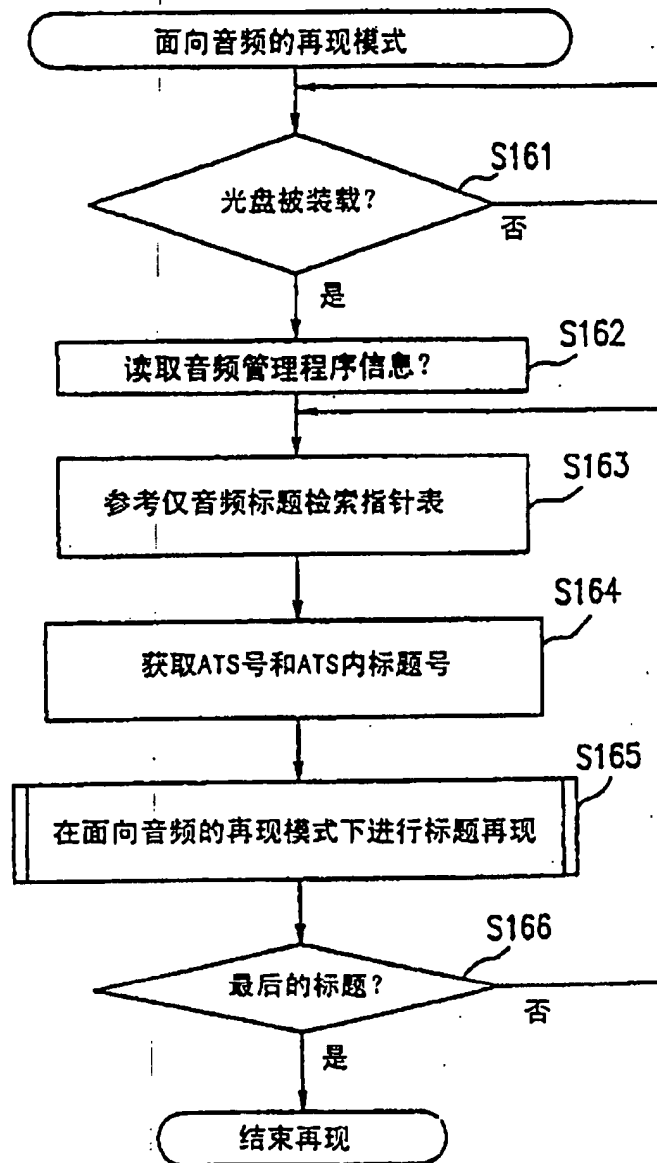 面向音频的再现模式
S161
光盘被装载?
否
是
S162
读取音频管理程序信息?
S163
参考仅音频标题检索指针表
S164
获取ATS号和ATS内标题号
S165
在面向音频的再现模式下进行标题再现
S166
最后的标题?
否
是
结束再现